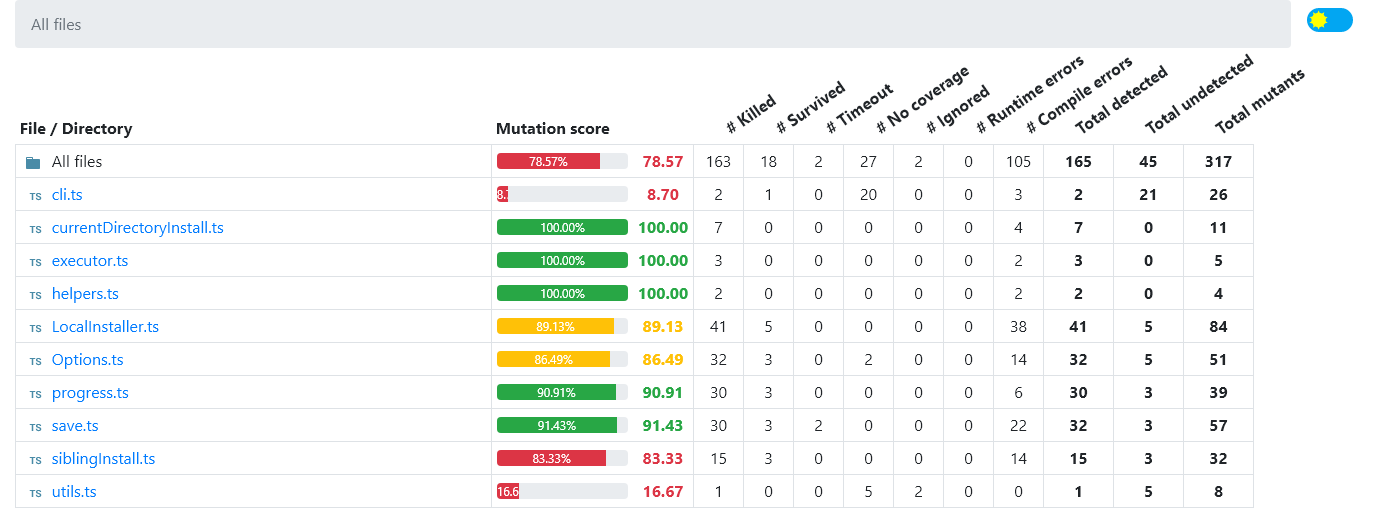 All files
File / Directory Mutation score # Killed # Survived # Timeout # No coverage # Ignored # Runtime errors # Compile errors Total detected Total undetected Total mutants
All files 78.57% 78.57 163 18 2 27 2 0 105 165 45 317
TS cli.ts 8.7 8.70 2 1 0 20 0 0 3 2 21 26
TS currentDirectoryInstall.ts 100.00% 100.00 7 0 0 0 0 0 4 7 0 11
TS executor.ts 100.00% 100.00 3 0 0 0 0 0 2 3 0 5
TS helpers.ts 100.00% 100.00 2 0 0 0 0 0 2 2 0 4
TS LocalInstaller.ts 89.13% 89.13 41 5 0 0 0 0 38 41 5 84
TS Options.ts 86.49% 86.49 32 3 0 2 0 0 14 32 5 51
TS progress.ts 90.91% 90.91 30 3 0 0 0 0 6 30 3 39
TS save.ts 91.43% 91.43 30 3 2 0 0 0 22 32 3 57
TS siblingInstall.ts 83.33% 83.33 15 3 0 0 0 0 14 15 3 32
TS utils.ts 16.6 16.67 1 0 0 5 2 0 0 1 5 8